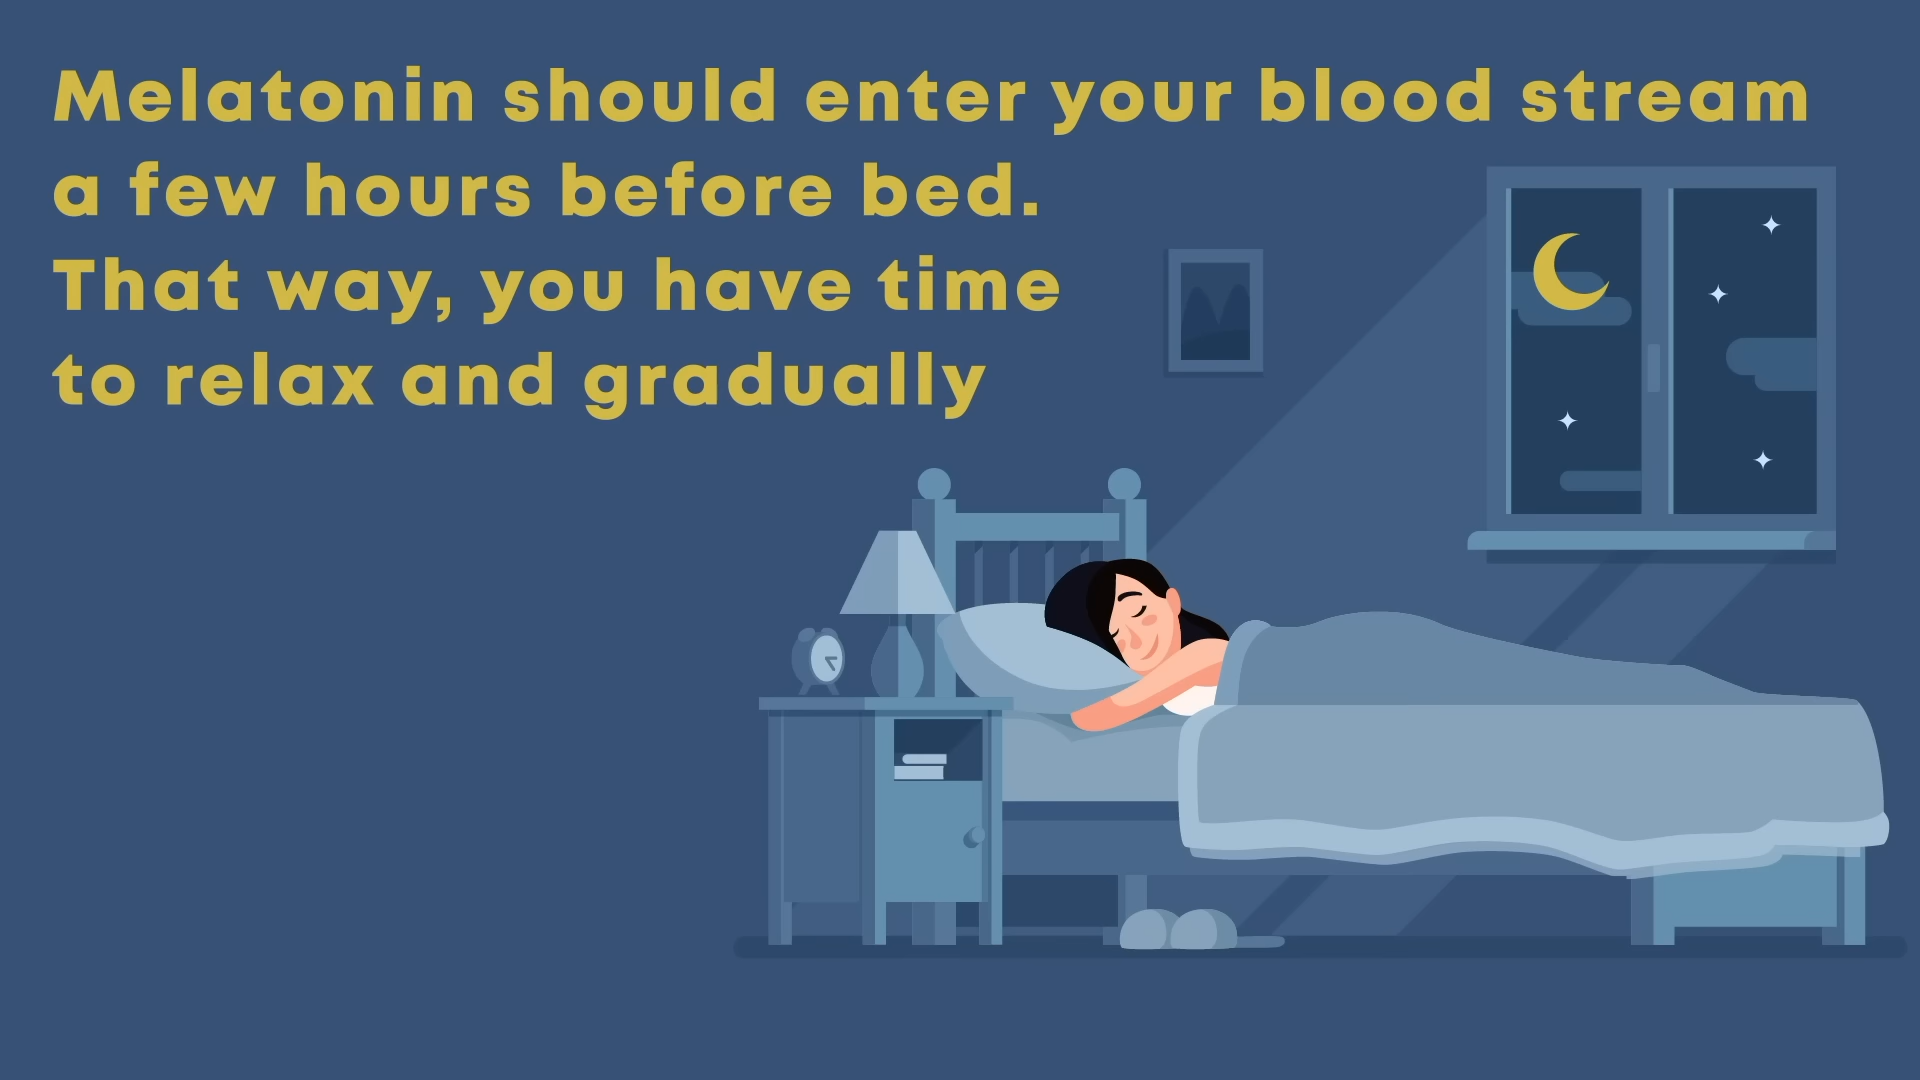 Melatonin should enter your blood stream
a few hours before bed.
That way, you have time
to relax and gradually